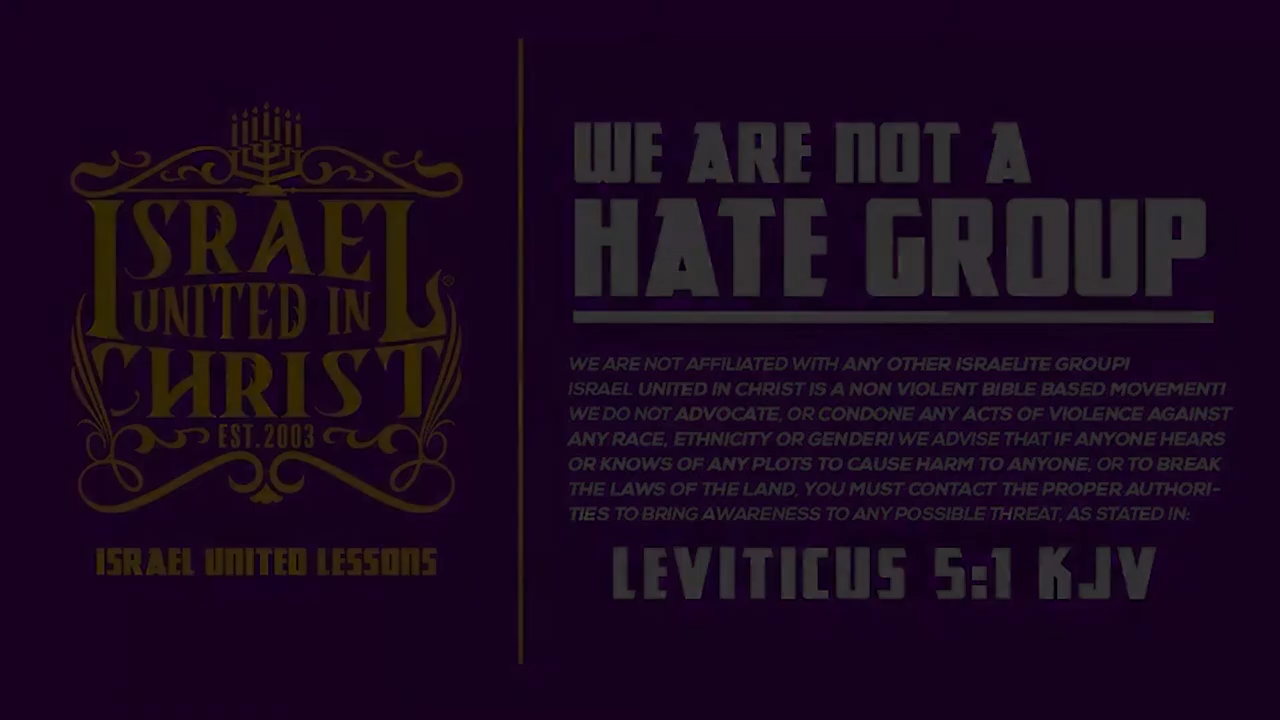 ISRAEL
UNITED IN
CHRIST
EST.2003
ISRAEL UNITED LESSONS
WE ARE NOT A
HATE GROUP
WE ARE NOT AFFILIATED WITH ANY OTHER ISRAELITE GROUP!
ISRAEL UNITED IN CHRIST IS A NON VIOLENT BIBLE BASED MOVEMENT!
WE DO NOT ADVOCATE, OR CONDONE ANY ACTS OF VIOLENCE AGAINST
ANY RACE, ETHNICITY OR GENDER! WE ADVISE THAT IF ANYONE HEARS
OR KNOWS OF ANY PLOTS TO CAUSE HARM TO ANYONE, OR TO BREAK
THE LAWS OF THE LAND, YOU MUST CONTACT THE PROPER AUTHORI-
TIES TO BRING AWARENESS TO ANY POSSIBLE THREAT, AS STATED IN:
LEVITICUS 5:1 KJV